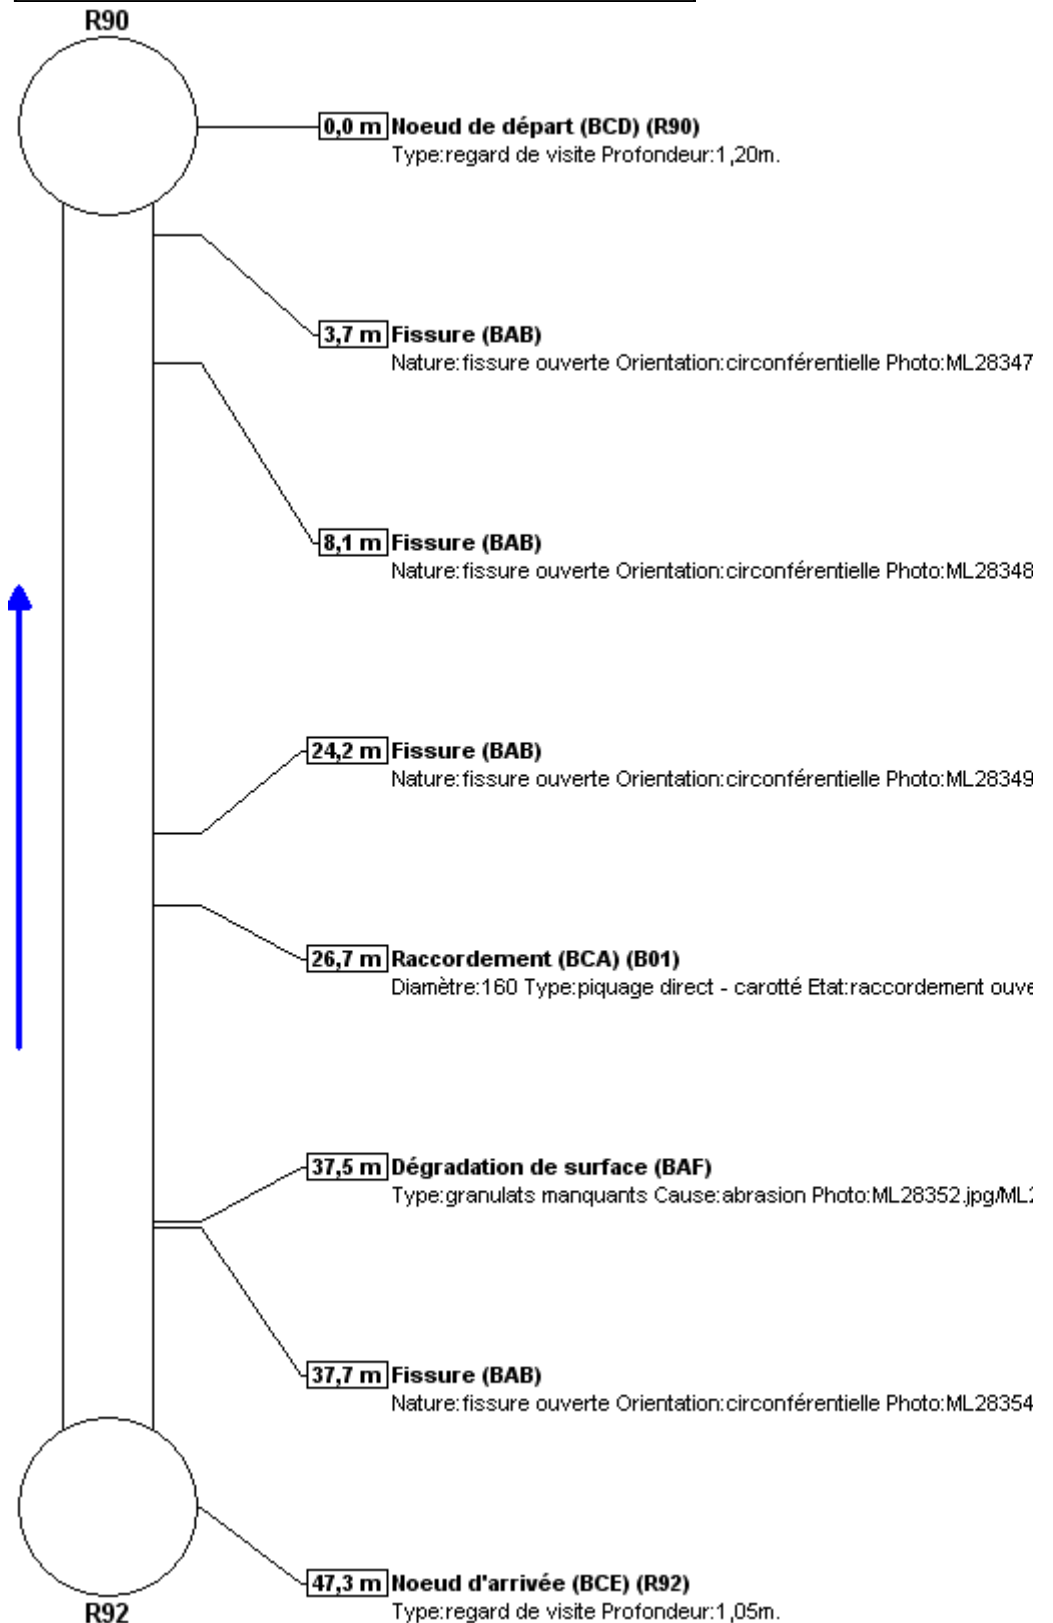 R90
0,0 m Noeud de départ (BCD) (R90)
Type:regard de visite Profondeur:1,20m.
3,7 m Fissure (BAB)
Nature:fissure ouverte Orientation:circonférentielle Photo:ML28347
8,1 m Fissure (BAB)
Nature:fissure ouverte Orientation:circonférentielle Photo:ML28348
24,2 m Fissure (BAB)
Nature:fissure ouverte Orientation:circonférentielle Photo:ML28349
26,7 m Raccordement (BCA) (B01)
Diamètre:160 Type:piquage direct - carotté Etat:raccordement ouve
37,5 m Dégradation de surface (BAF)
Type:granulats manquants Cause:abrasion Photo:ML28352.jpg/ML2
37,7 m Fissure (BAB)
Nature:fissure ouverte Orientation:circonférentielle Photo:ML28354
47,3 m Noeud d'arrivée (BCE) (R92)
Type:regard de visite Profondeur:1,05m.
R92